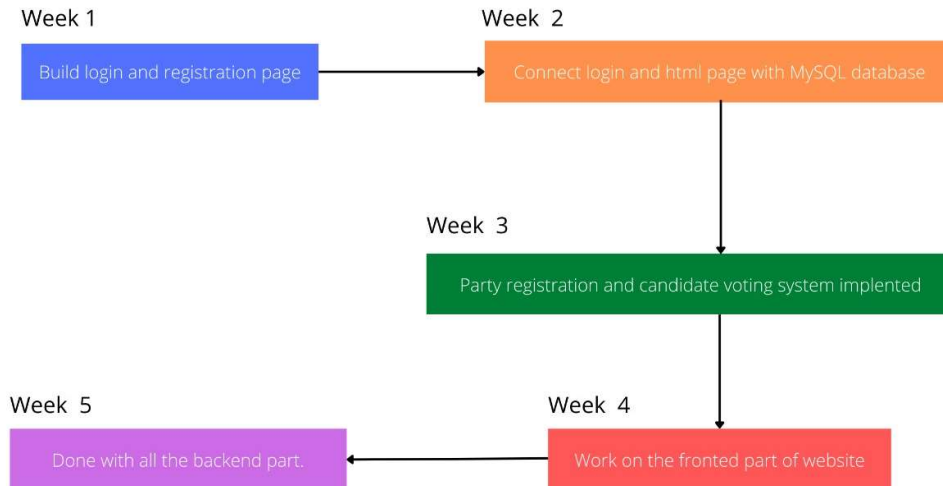 Week 1
Build login and registration page
Week 2
Connect login and html page with MySQL database
Week 3
Party registration and candidate voting system implented
Week 4
Work on the fronted part of website
Week 5
Done with all the backend part.